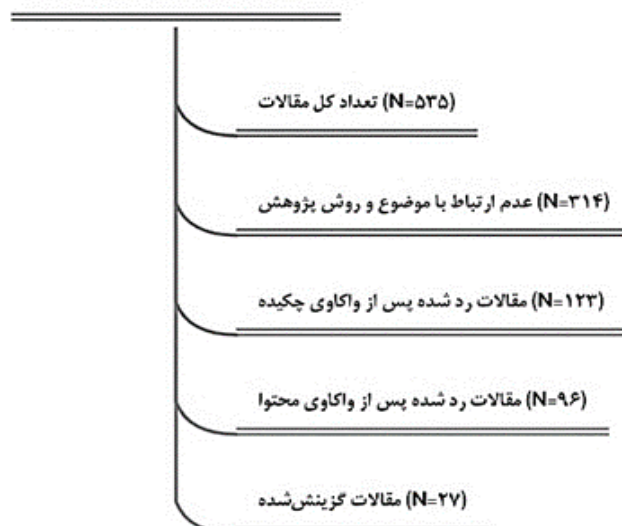 (N=۵۳۵) تعداد کل مقالات
(N=۳۱۴) عدم ارتباط با موضوع و روش پژوهش
(N=۱۲۳) مقالات رد شده پس از واکاوی چکیده
(N=۹۶) مقالات رد شده پس از واکاوی محتوا
(N=۲۷) مقالات گزینش‌شده